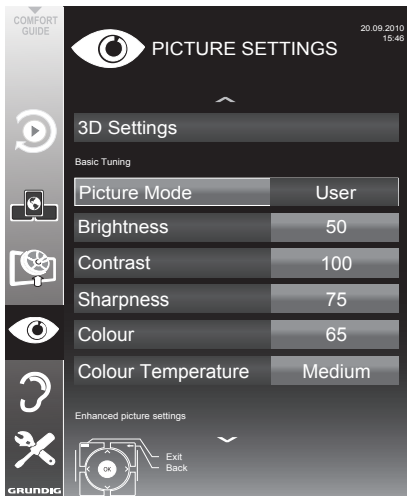 COMFORT
GUIDE
PICTURE SETTINGS
20.09.2010
15:46
3D Settings
Basic Tuning
Picture Mode User
Brightness 50
Contrast 100
Sharpness 75
Colour 65
Colour Temperature Medium
Enhanced picture settings
Exit
Back
OK
GRUNDIG